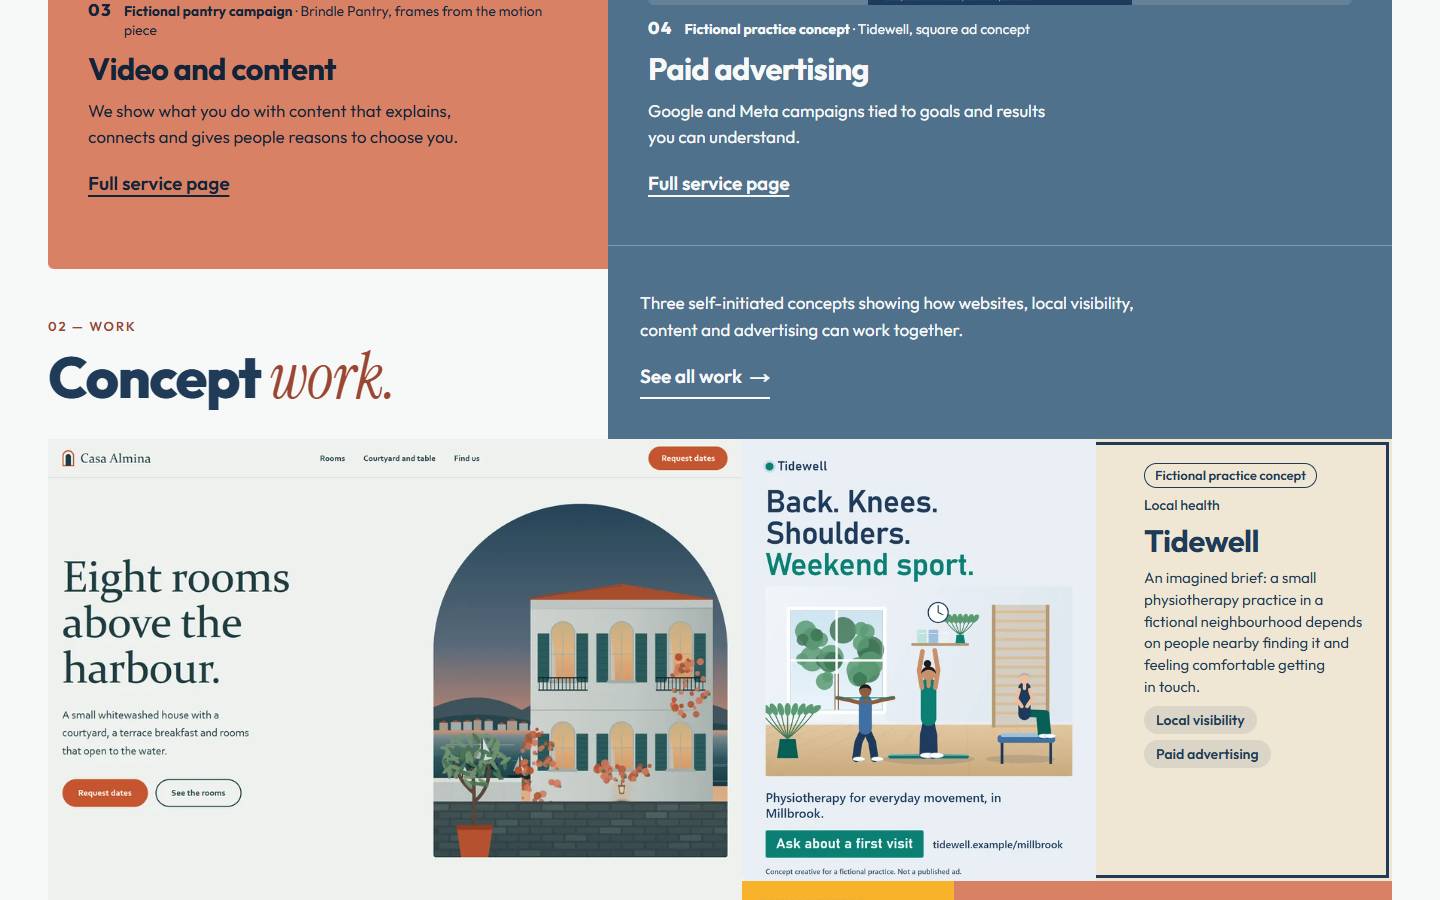 03 Fictional pantry campaign · Brindle Pantry, frames from the motion
piece
Video and content
We show what you do with content that explains,
connects and gives people reasons to choose you.
Full service page
04 Fictional practice concept · Tidewell, square ad concept
Paid advertising
Google and Meta campaigns tied to goals and results
you can understand.
Full service page
02 — WORK
Concept work.
Three self-initiated concepts showing how websites, local visibility,
content and advertising can work together.
See all work →
Casa Almina
Rooms
Courtyard and table
Find us
Request dates
Eight rooms
above the
harbour.
A small whitewashed house with a
courtyard, a terrace breakfast and rooms
that open to the water.
Request dates
See the rooms
Tidewell
Back. Knees.
Shoulders.
Weekend sport.
Physiotherapy for everyday movement, in
Millbrook.
Ask about a first visit
tidewell.example/millbrook
Concept creative for a fictional practice. Not a published ad.
Fictional practice concept
Local health
Tidewell
An imagined brief: a small
physiotherapy practice in a
fictional neighbourhood depends
on people nearby finding it and
feeling comfortable getting
in touch.
Local visibility
Paid advertising